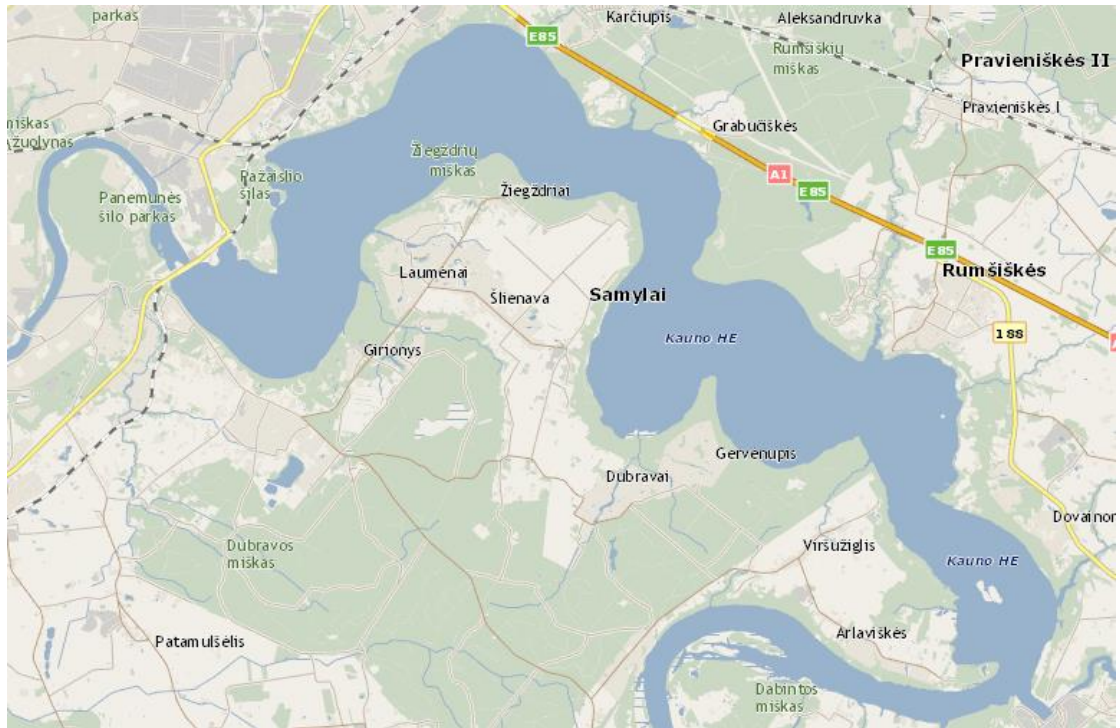 parkas
Karčiupis
Aleksandruvka
E85
Rumšiškių
miškas
Pravieniškės II
Pravieniškės I
miškas
Ąžuolynas
Grabučiškės
Žiegždrių
miškas
Pažaislio
šilas
A1
E85
Panemunės
šilo parkas
Žiegždriai
E85
Laumėnai
Rumšiškės
Šlienava
Samylai
Kauno HE
188
Girionys
Gervėnupis
Dubravai
Dubravos
miškas
Viršužiglis
Kauno HE
Arlaviškės
Patamulšėlis
Dabintos
miškas